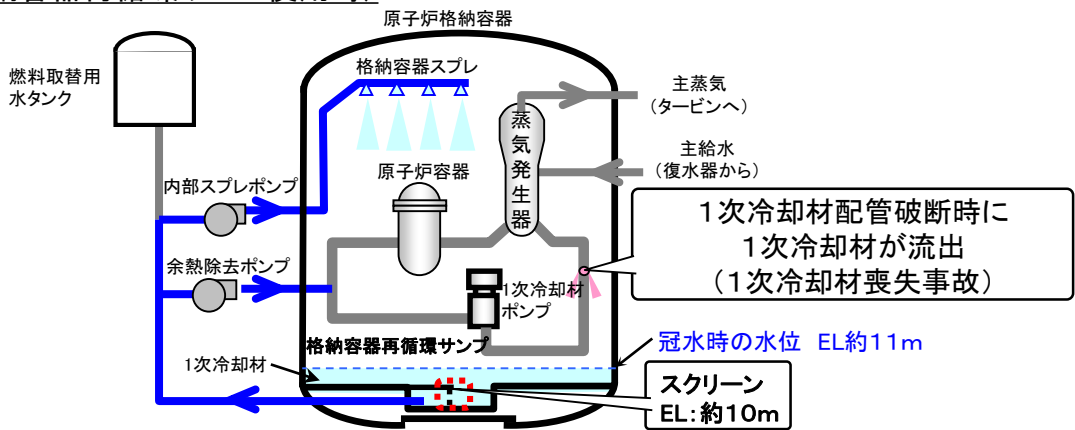 原子炉格納容器
燃料取替用
水タンク
格納容器スプレ
主蒸気
（タービンへ）
蒸気発生器
主給水
（復水器から）
原子炉容器
内部スプレポンプ
1次冷却材配管破断時に
1次冷却材が流出
（1次冷却材喪失事故）
余熱除去ポンプ
1次冷却材
ポンプ
格納容器再循環サンプ
冠水時の水位 EL約11m
1次冷却材
スクリーン
EL：約10m